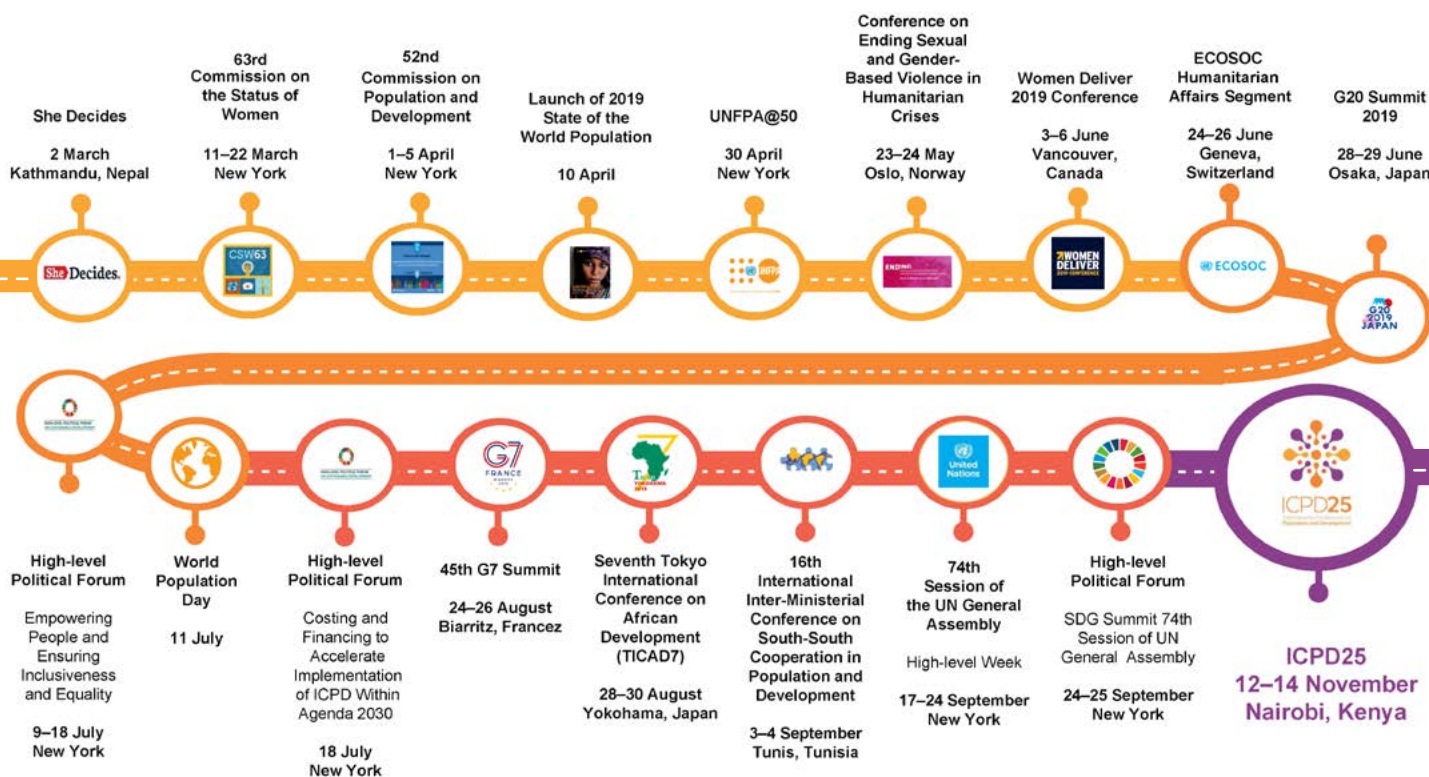 She Decides
2 March
Kathmandu, Nepal
63rd
Commission on
the Status of
Women
11–22 March
New York
52nd
Commission on
Population and
Development
1–5 April
New York
Launch of 2019
State of the
World Population
10 April
UNFPA@50
30 April
New York
Conference on
Ending Sexual
and Gender-
Based Violence in
Humanitarian
Crises
23–24 May
Oslo, Norway
Women Deliver
2019 Conference
3–6 June
Vancouver,
Canada
ECOSOC
Humanitarian
Affairs Segment
24–26 June
Geneva,
Switzerland
G20 Summit
2019
28–29 June
Osaka, Japan
She Decides.
CSW63
UNFPA
ENDING
WOMEN
DELIVER
2019 CONFERENCE
ECOSOC
G20
2019
JAPAN
G7
FRANCE
BIARRITZ
2019
YOKOHAMA
2019
United
Nations
ICPD25
High-level
Political Forum
Empowering
People and
Ensuring
Inclusiveness
and Equality
9–18 July
New York
World
Population
Day
11 July
High-level
Political Forum
Costing and
Financing to
Accelerate
Implementation
of ICPD Within
Agenda 2030
18 July
New York
45th G7 Summit
24–26 August
Biarritz, Francez
Seventh Tokyo
International
Conference on
African
Development
(TICAD7)
28–30 August
Yokohama, Japan
16th
International
Inter-Ministerial
Conference on
South-South
Cooperation in
Population and
Development
3–4 September
Tunis, Tunisia
74th
Session of
the UN General
Assembly
High-level Week
17–24 September
New York
High-level
Political Forum
SDG Summit 74th
Session of UN
General Assembly
24–25 September
New York
ICPD25
12–14 November
Nairobi, Kenya